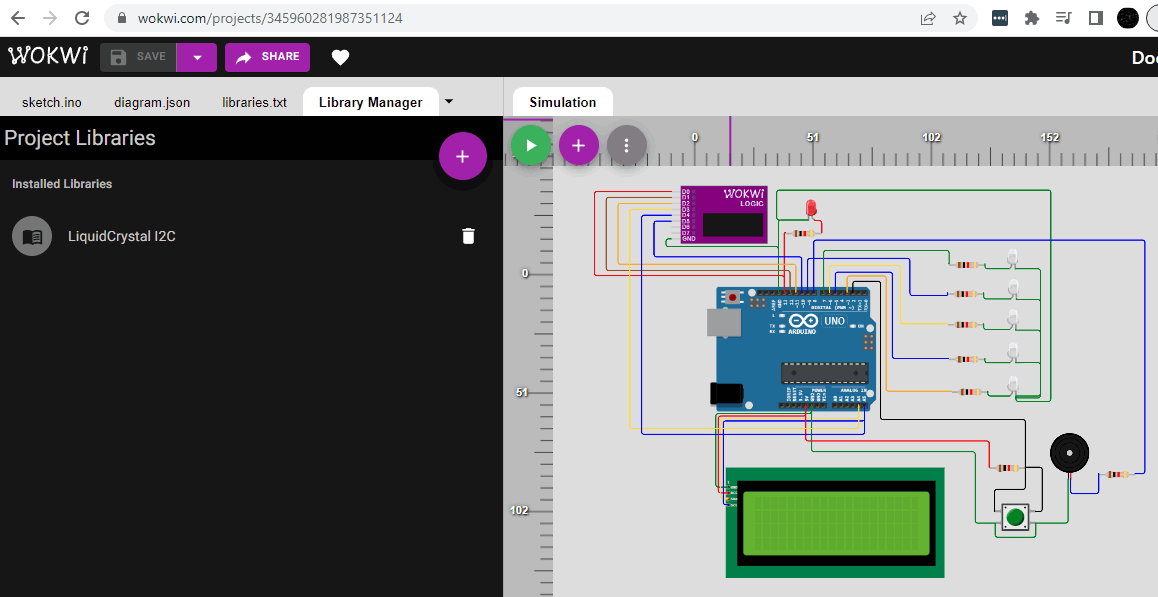 wokwi.com/projects/345960281987351124
WOKWi
SAVE
SHARE
Doc
sketch.ino
diagram.json
libraries.txt
Library Manager
Simulation
Project Libraries
Installed Libraries
LiquidCrystal I2C
0
51
102
152
0
51
102
WOKWi
LOGIC
D0
D1
D2
D3
D4
D5
D6
D7
GND
DIGITAL (PWM ~)
UNO
ARDUINO
TX
RX
ON
POWER
ANALOG IN